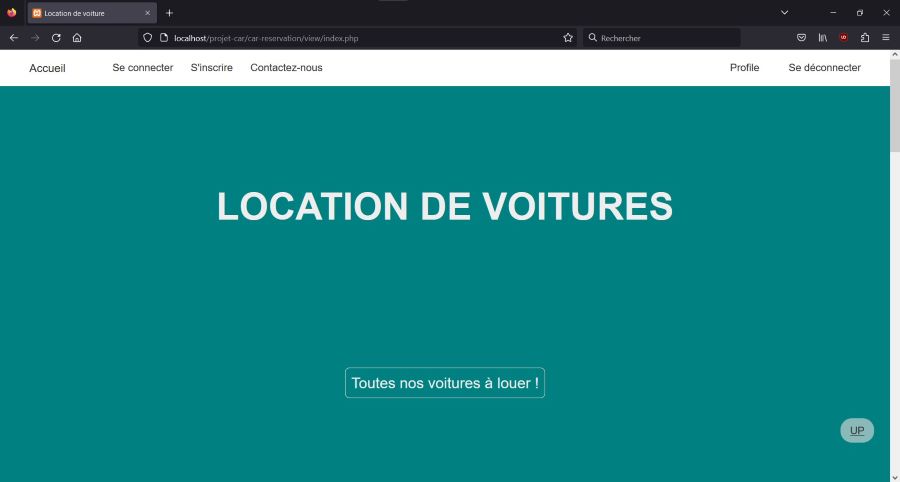 Location de voiture
localhost/projet-car/car-reservation/view/index.php
Rechercher
Accueil Se connecter S'inscrire Contactez-nous Profile Se déconnecter
LOCATION DE VOITURES
Toutes nos voitures à louer !
UP